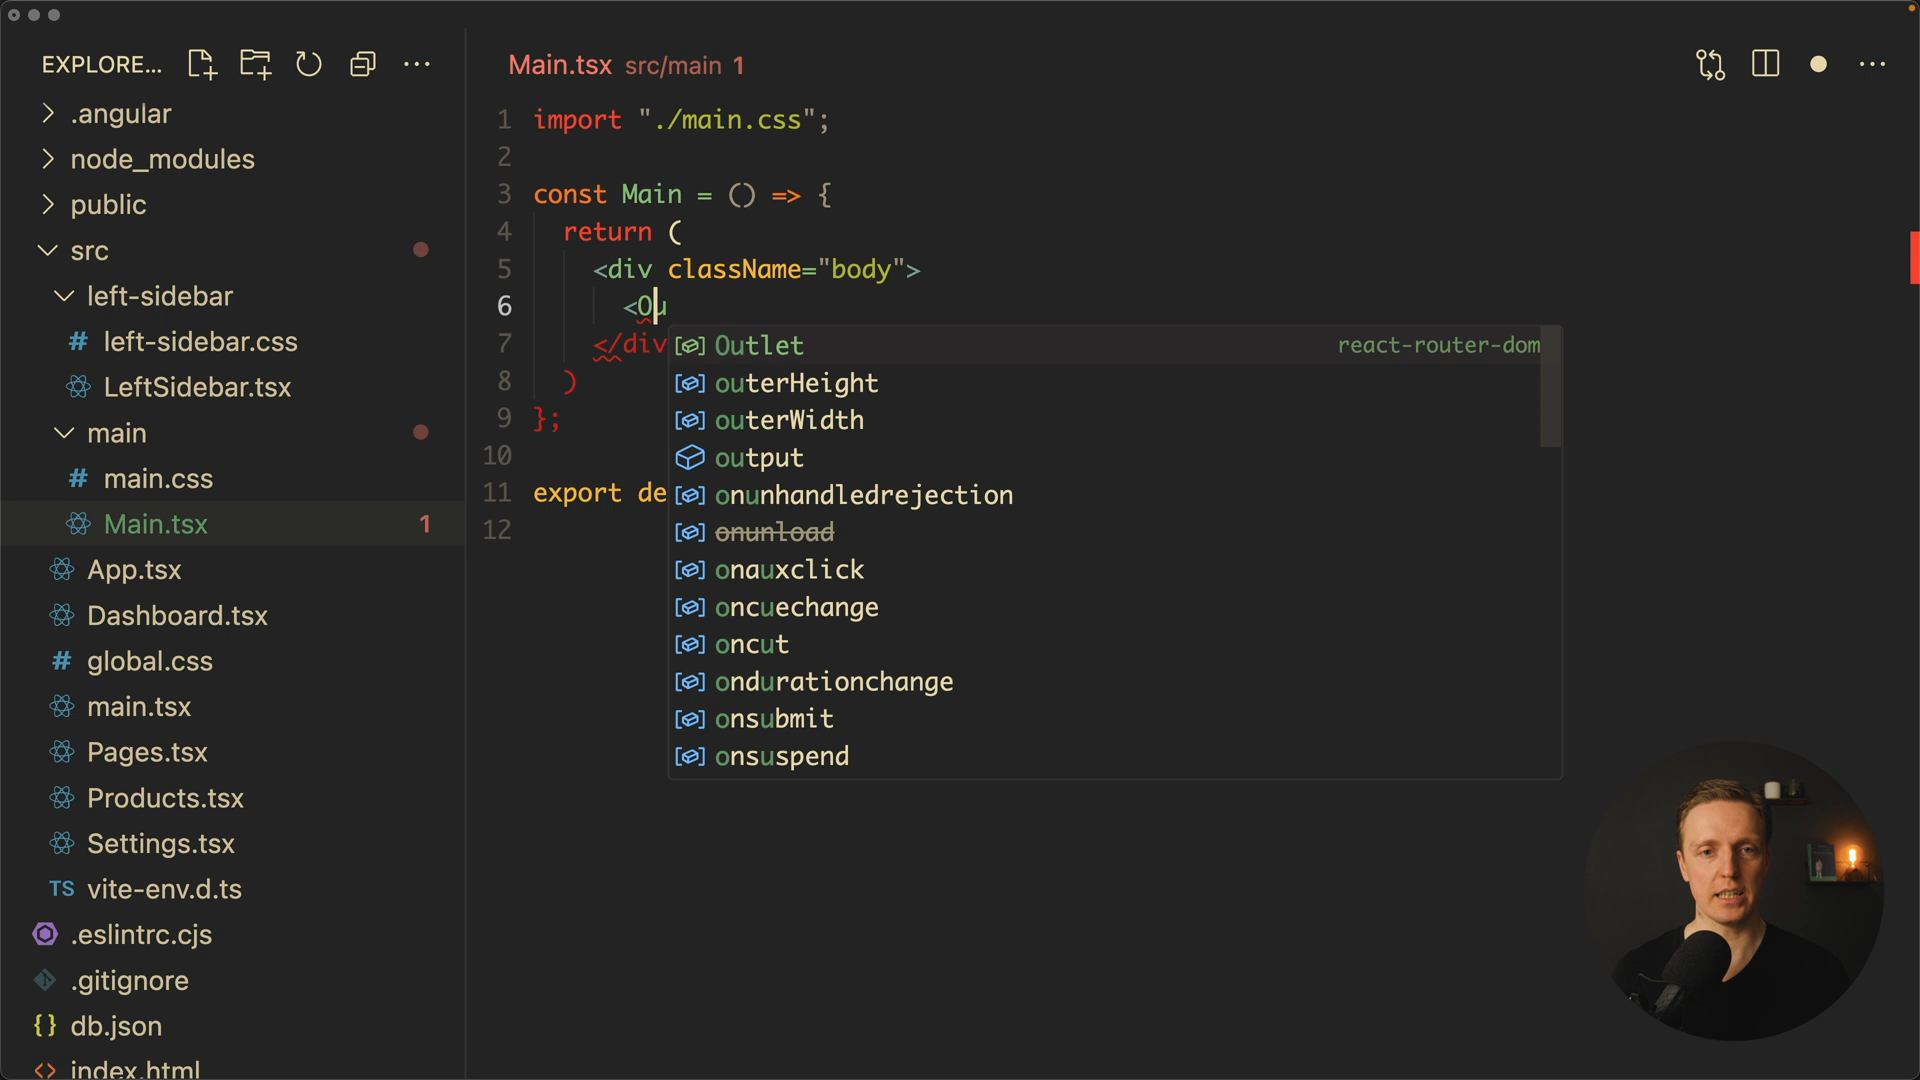 EXPLORE...
.angular
node_modules
public
src
left-sidebar
# left-sidebar.css
LeftSidebar.tsx
main
# main.css
Main.tsx 1
App.tsx
Dashboard.tsx
# global.css
main.tsx
Pages.tsx
Products.tsx
Settings.tsx
TS vite-env.d.ts
.eslintrc.cjs
.gitignore
{} db.json
<> index.html
Main.tsx src/main 1
1 import "./main.css";
2
3 const Main = () => {
4 return (
5 <div className="body">
6 <Ou
7 </div
8 )
9 };
10
11 export de
12
Outlet react-router-dom
outerHeight
outerWidth
output
onunhandledrejection
onunload
onauxclick
oncuechange
oncut
ondurationchange
onsubmit
onsuspend